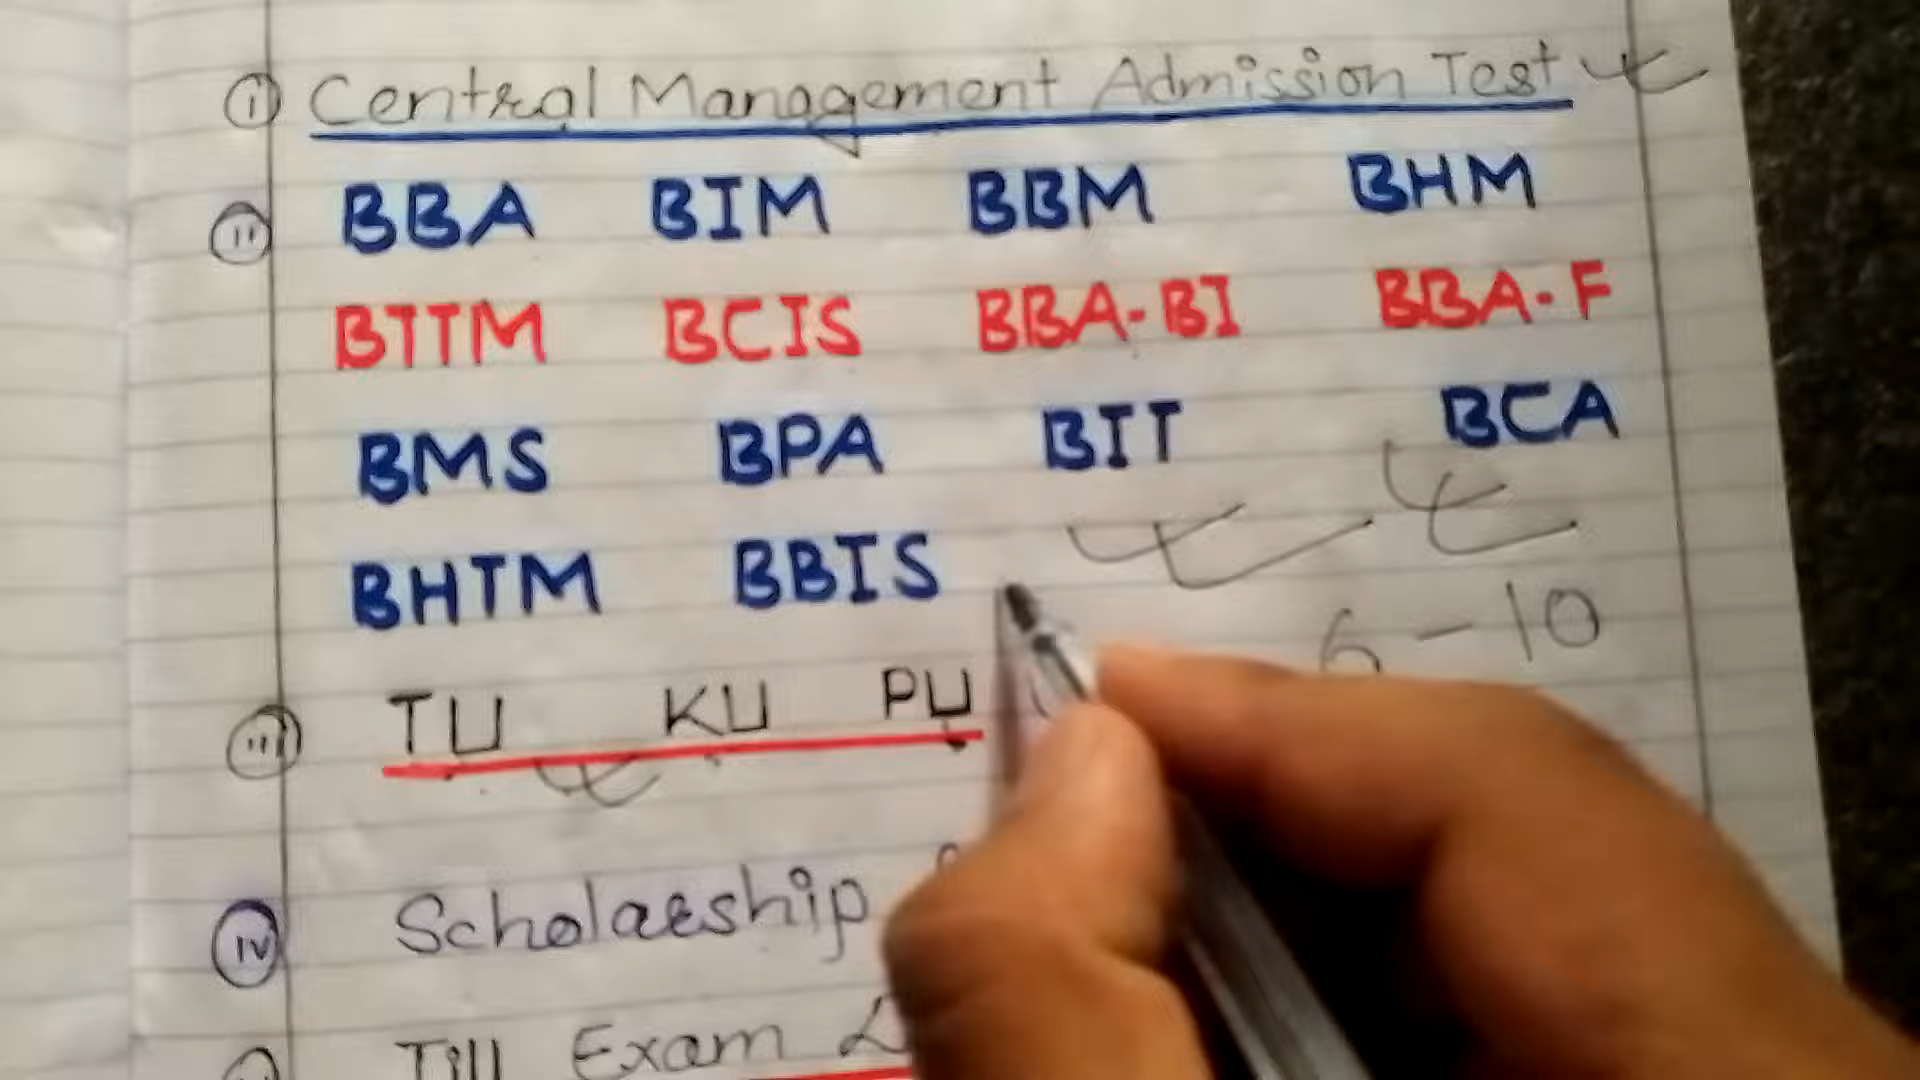 i Central Management Admission Test
ii BBA BIM BBM BHM
BTTM BCIS BBA-BI BBA-F
BMS BPA BIT BCA
BHTM BBIS
6-10
iii TU KU PU
iv Scholarship
Till Exam